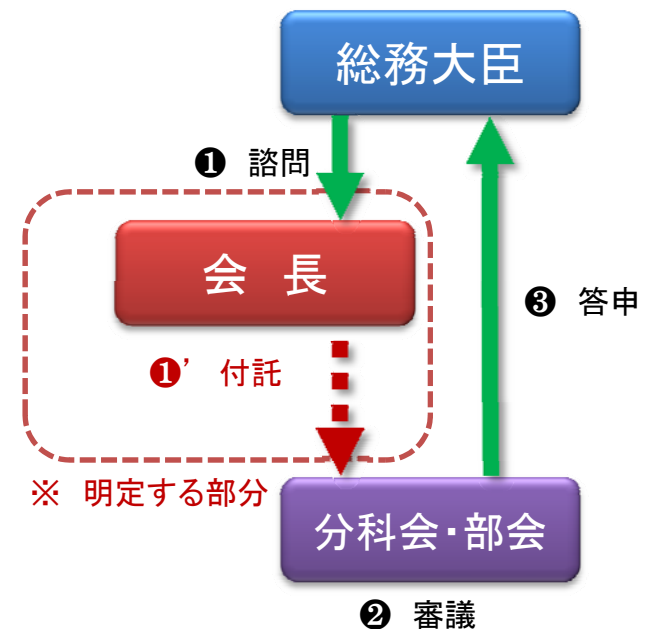 総務大臣
❶ 諮問
会 長
❸ 答申
❶’ 付託
※ 明定する部分
分科会・部会
❷ 審議